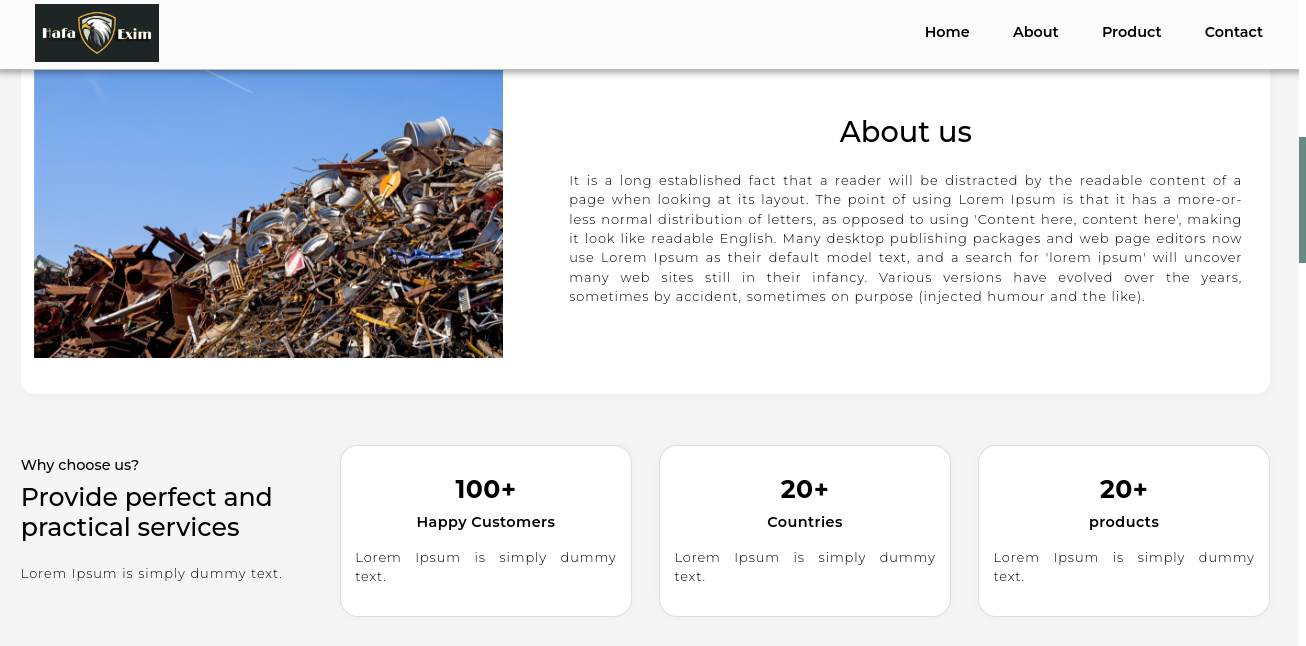 Hafa Exim
Home About Product Contact
About us
It is a long established fact that a reader will be distracted by the readable content of a
page when looking at its layout. The point of using Lorem Ipsum is that it has a more-or-
less normal distribution of letters, as opposed to using 'Content here, content here', making
it look like readable English. Many desktop publishing packages and web page editors now
use Lorem Ipsum as their default model text, and a search for 'lorem ipsum' will uncover
many web sites still in their infancy. Various versions have evolved over the years,
sometimes by accident, sometimes on purpose (injected humour and the like).
Why choose us?
Provide perfect and
practical services
Lorem Ipsum is simply dummy text.
100+
Happy Customers
Lorem Ipsum is simply dummy
text.
20+
Countries
Lorem Ipsum is simply dummy
text.
20+
products
Lorem Ipsum is simply dummy
text.